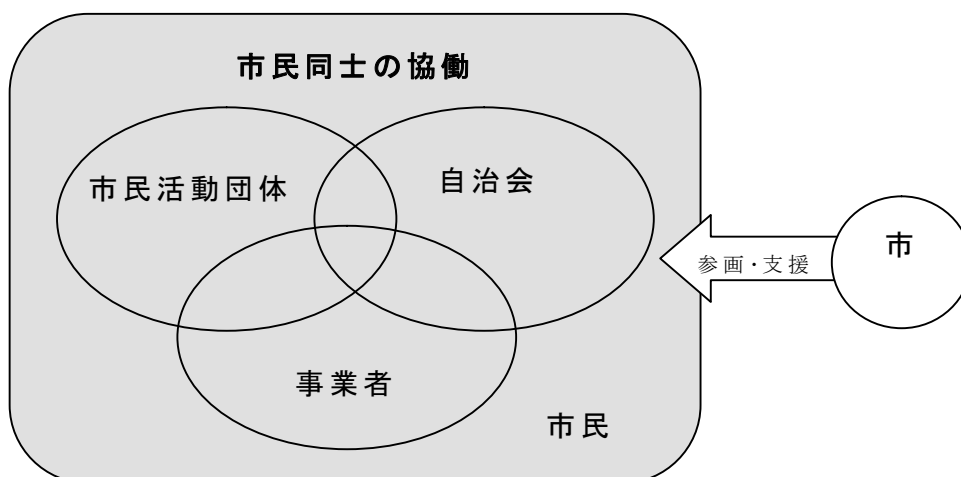 市民同士の協働
市民活動団体
自治会
市
参画・支援
事業者
市民